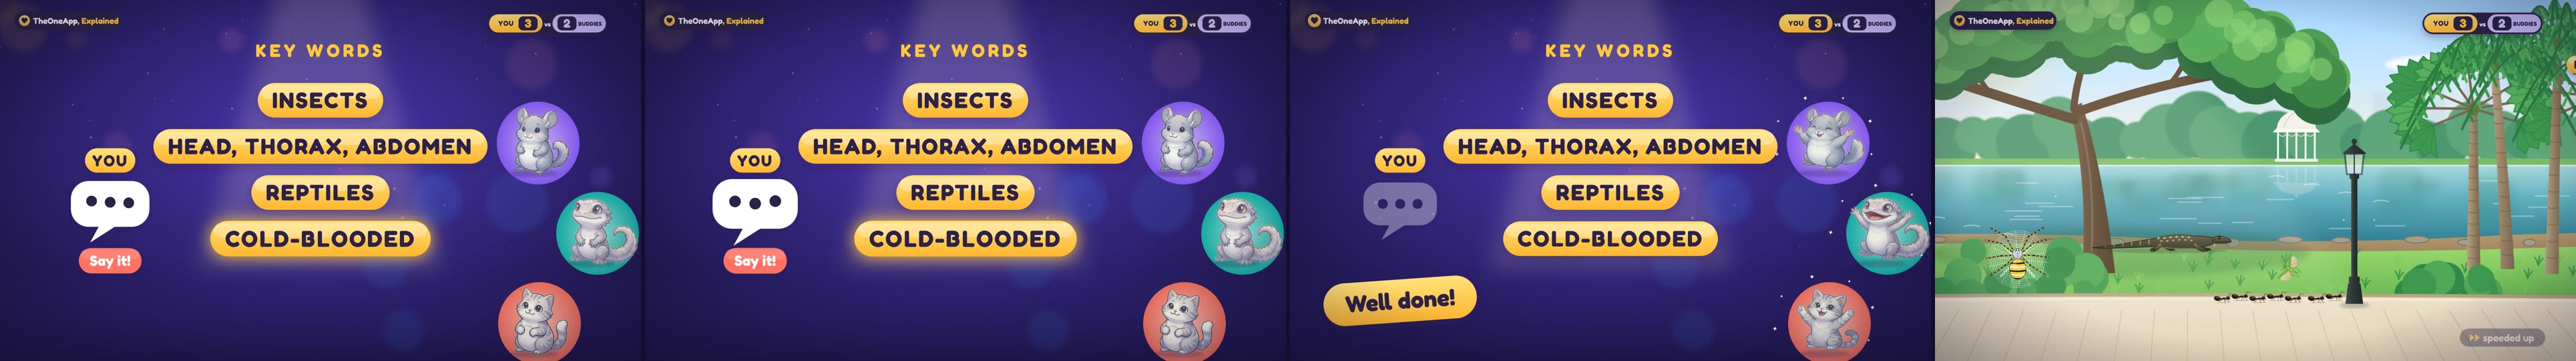 TheOneApp, Explained
YOU 3 vs 2 BUDDIES
KEY WORDS
INSECTS
HEAD, THORAX, ABDOMEN
YOU
REPTILES
COLD-BLOODED
Say it!
TheOneApp, Explained
YOU 3 vs 2 BUDDIES
KEY WORDS
INSECTS
HEAD, THORAX, ABDOMEN
YOU
REPTILES
COLD-BLOODED
Say it!
TheOneApp, Explained
YOU 3 vs 2 BUDDIES
KEY WORDS
INSECTS
HEAD, THORAX, ABDOMEN
YOU
REPTILES
COLD-BLOODED
Well done!
TheOneApp, Explained
YOU 3 vs 2 BUDDIES
speeded up